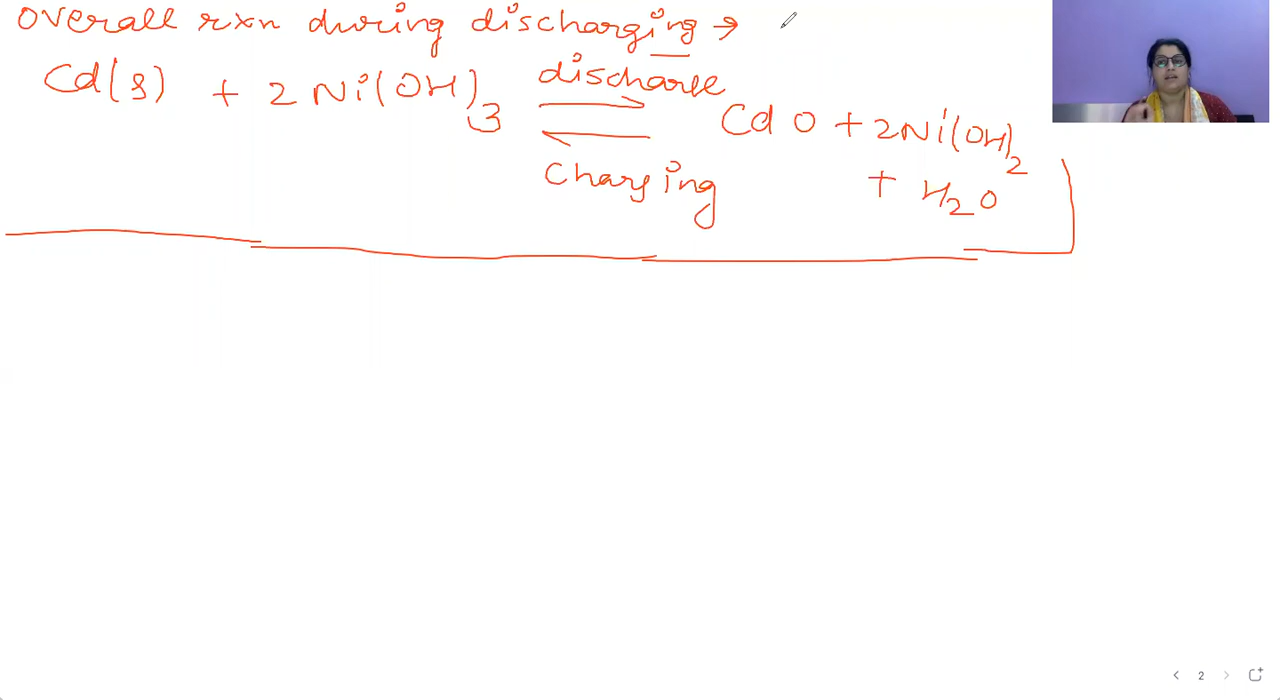 Overall rxn during discharging →
Cd(s) + 2Ni(OH)3 ⇌ CdO + 2Ni(OH)2
discharge
Charging
+ H2O
2